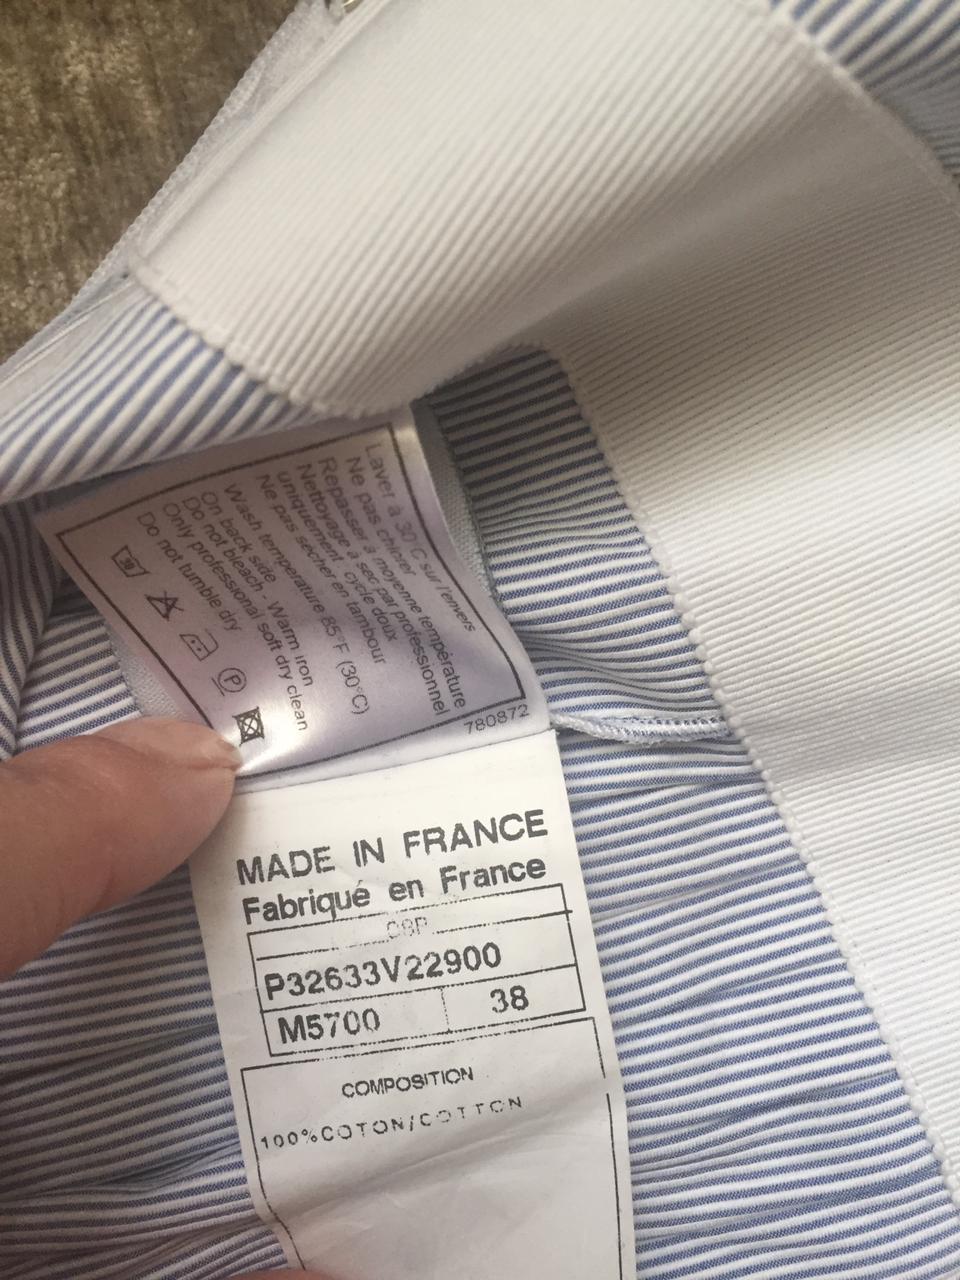 Laver à 30°C sur l'envers
Ne pas chlorer
Repasser à moyenne température
Nettoyage à sec par professionnel
uniquement - cycle doux
Ne pas sécher en tambour
Wash temperature 85°F (30°C)
On back side
Do not bleach - Warm iron
Only professional soft dry clean
Do not tumble dry
30
P
780872
MADE IN FRANCE
Fabriqué en France
P32633V22900
M5700 38
COMPOSITION
100%COTON/COTTON